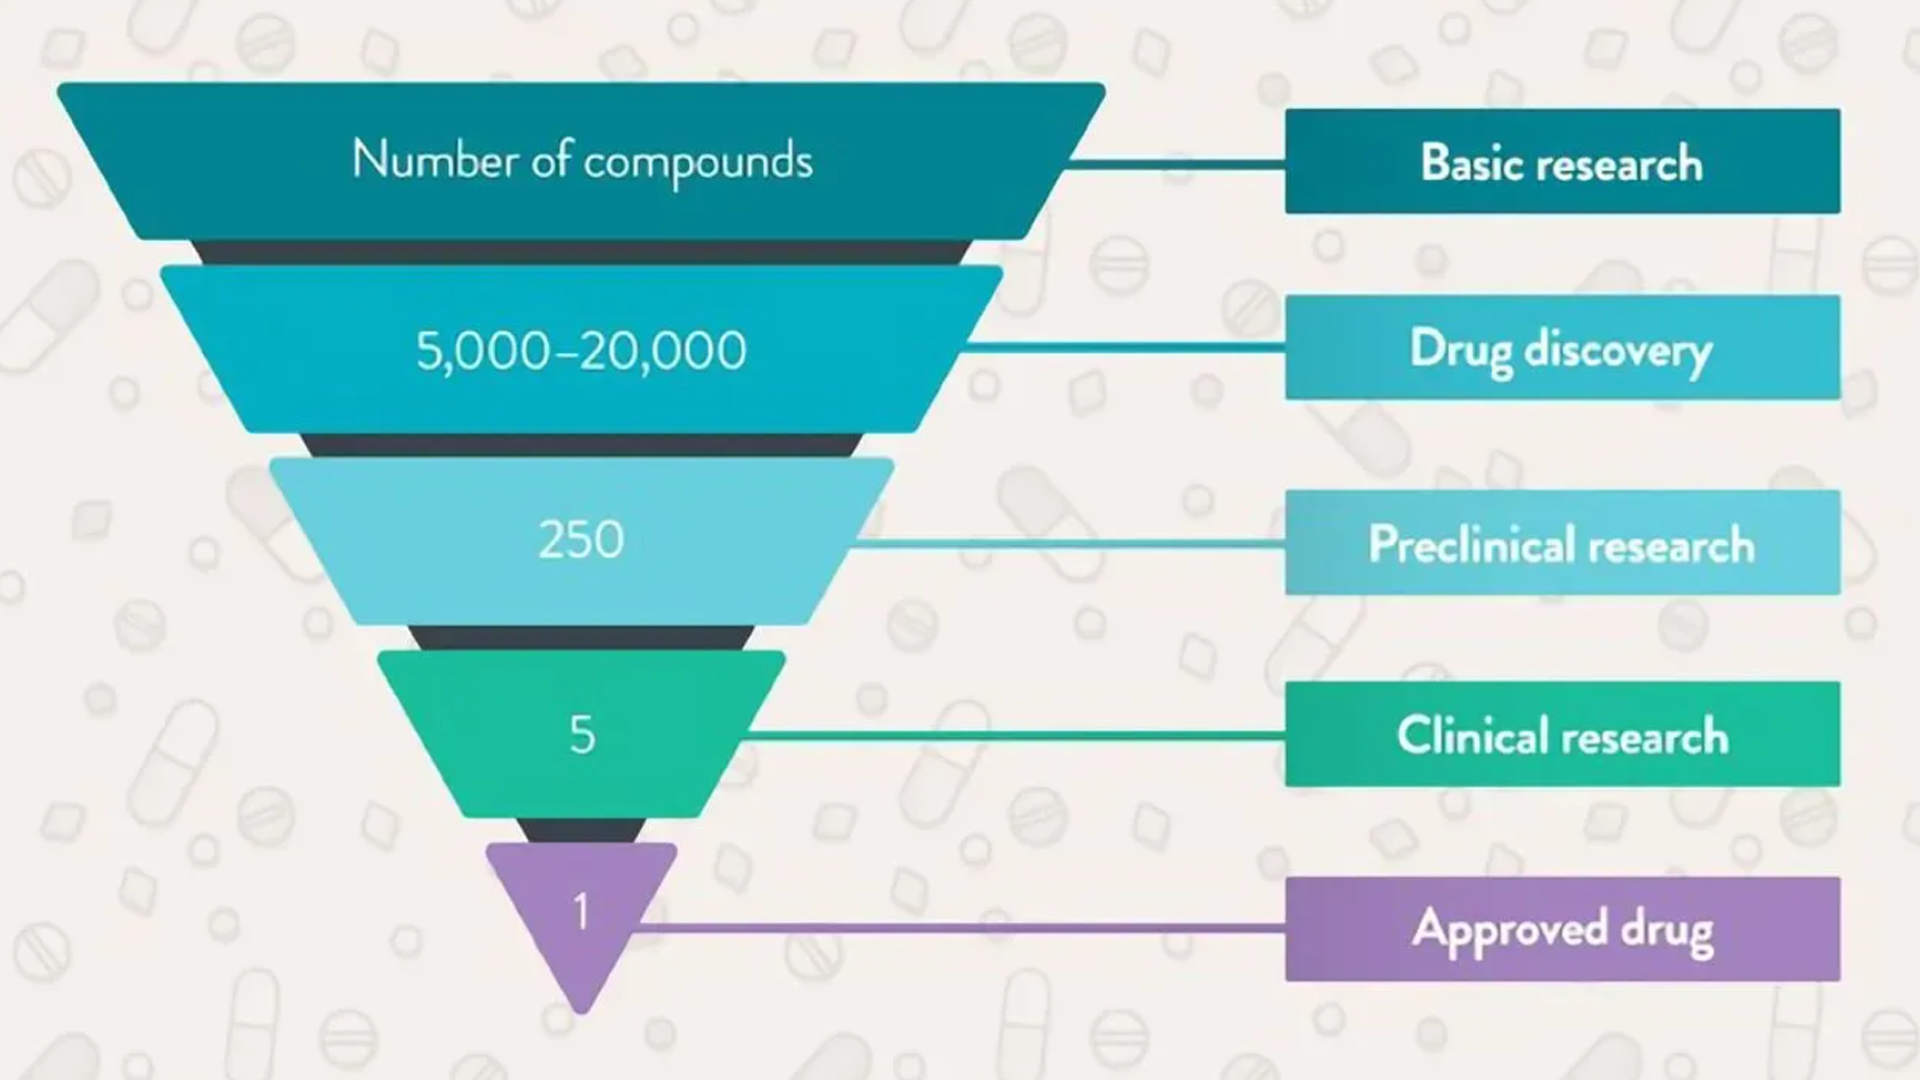 Number of compounds
Basic research
5,000–20,000
Drug discovery
250
Preclinical research
5
Clinical research
1
Approved drug